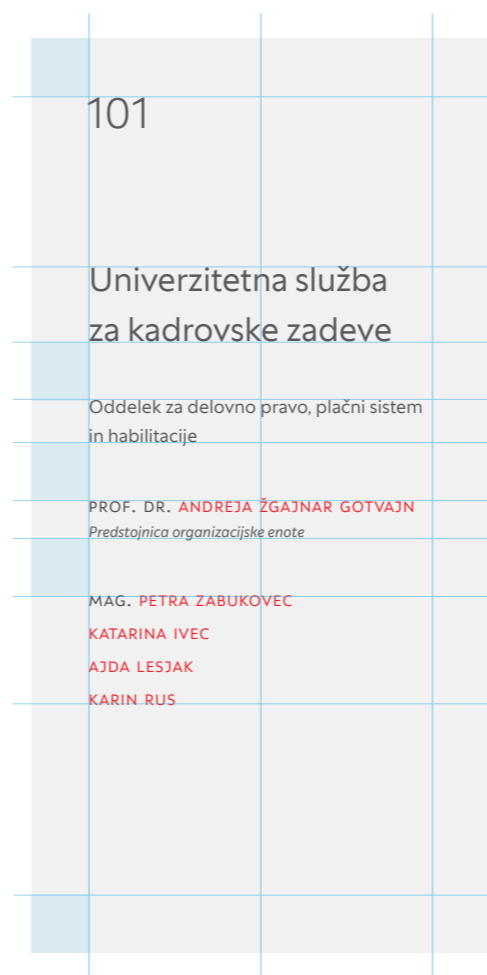 101
Univerzitetna služba
za kadrovske zadeve
Oddelek za delovno pravo, plačni sistem
in habilitacije
PROF. DR. ANDREJA ŽGAJNAR GOTVAJN
Predstojnica organizacijske enote
MAG. PETRA ZABUKOVEC
KATARINA IVEC
AJDA LESJAK
KARIN RUS